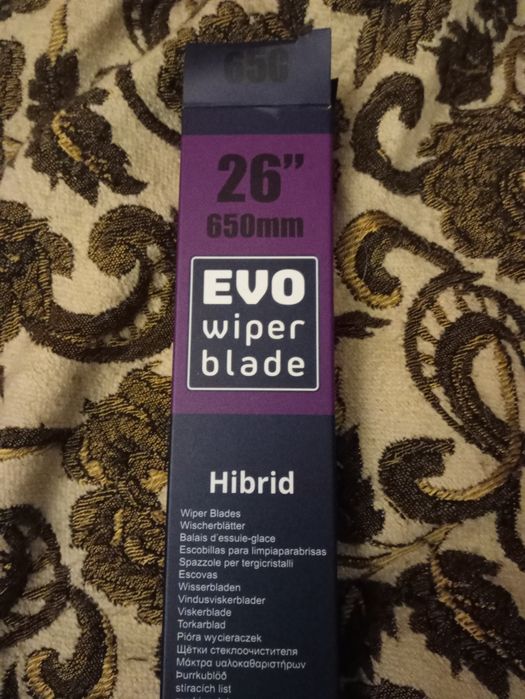 650
26”
650mm
EVO
wiper
blade
Hibrid
Wiper Blades
Wischerblätter
Balais d'essuie-glace
Escobillas para limpiaparabrisas
Spazzole per tergicristalli
Escovas
Wisserbladen
Vindusviskerblader
Viskerblade
Torkarblad
Pióra wycieraczek
Щётки стеклоочистителя
Μάκτρα υαλοκαθαριστήρων
Þurrkublöð
stíracích list